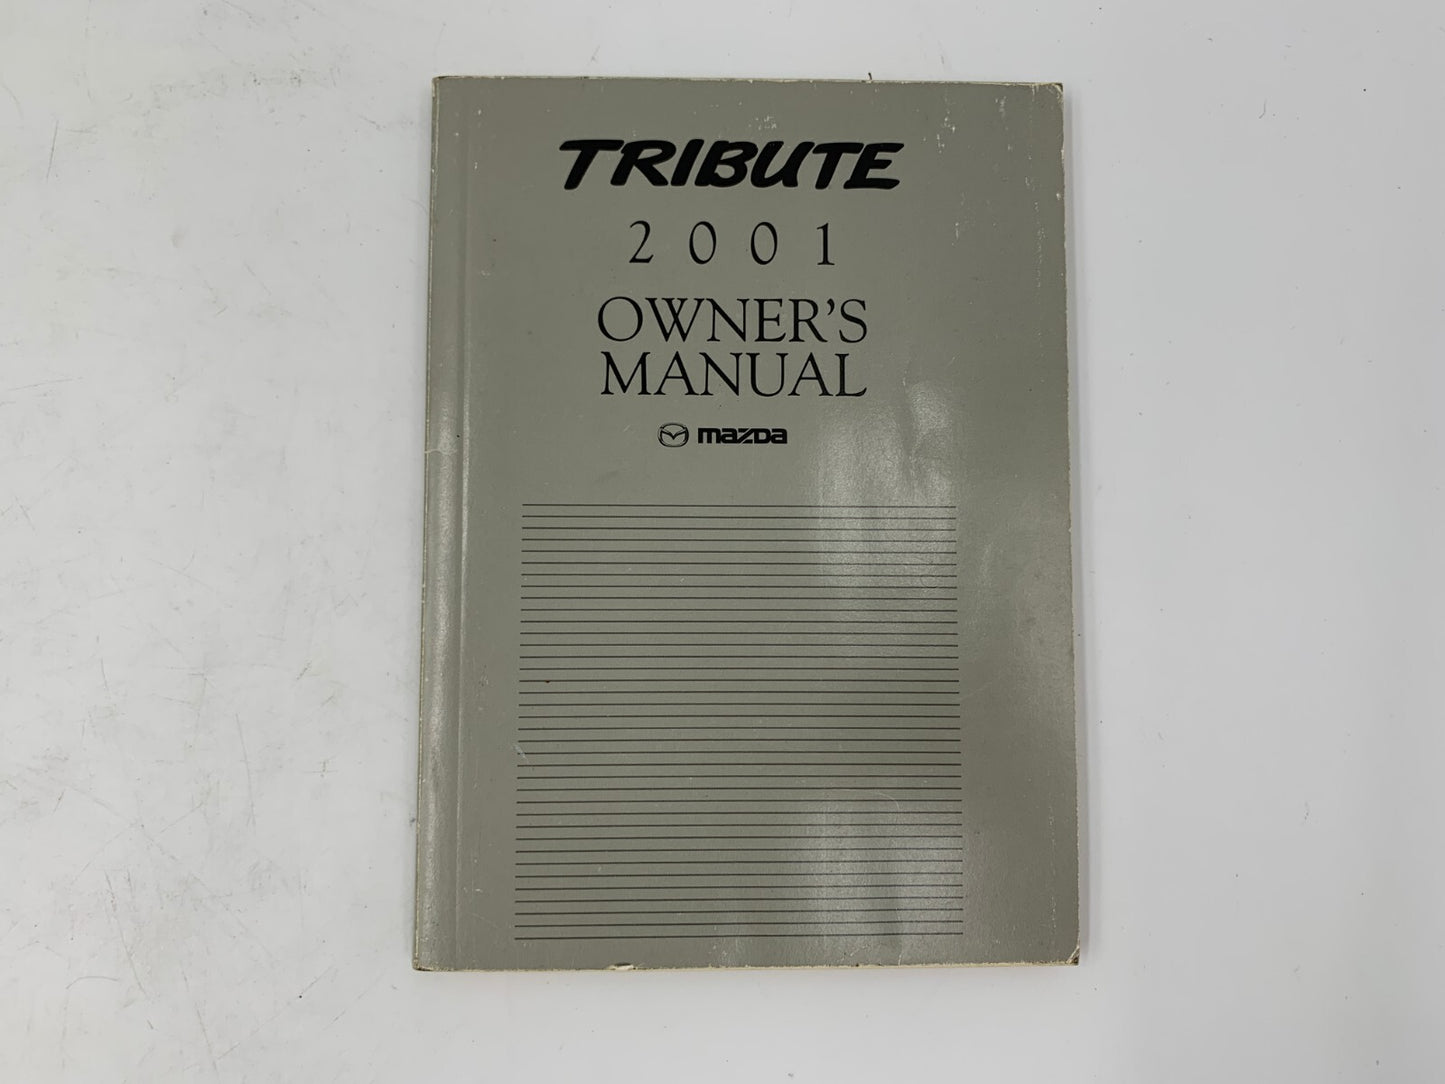 TRIBUTE
2001
OWNER'S
MANUAL
mazda